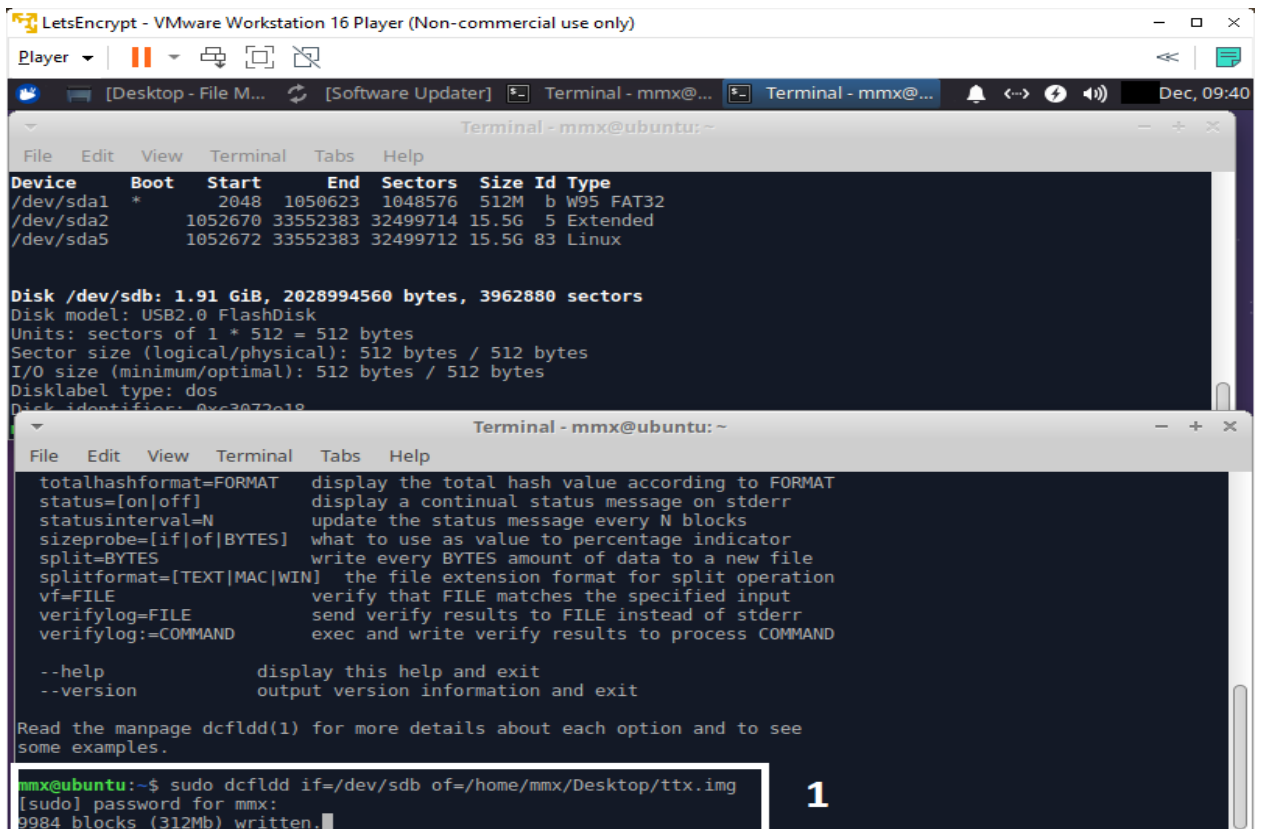 LetsEncrypt - VMware Workstation 16 Player (Non-commercial use only)
Player
[Desktop - File M... [Software Updater] Terminal - mmx@... Terminal - mmx@... Dec, 09:40
Terminal - mmx@ubuntu: ~
File Edit View Terminal Tabs Help
Device Boot Start End Sectors Size Id Type
/dev/sda1 * 2048 1050623 1048576 512M b W95 FAT32
/dev/sda2 1052670 33552383 32499714 15.5G 5 Extended
/dev/sda5 1052672 33552383 32499712 15.5G 83 Linux
Disk /dev/sdb: 1.91 GiB, 2028994560 bytes, 3962880 sectors
Disk model: USB2.0 FlashDisk
Units: sectors of 1 * 512 = 512 bytes
Sector size (logical/physical): 512 bytes / 512 bytes
I/O size (minimum/optimal): 512 bytes / 512 bytes
Disklabel type: dos
Disk identifier: 0xc3072e18
Terminal - mmx@ubuntu: ~
File Edit View Terminal Tabs Help
totalhashformat=FORMAT display the total hash value according to FORMAT
status=[on|off] display a continual status message on stderr
statusinterval=N update the status message every N blocks
sizeprobe=[if|of|BYTES] what to use as value to percentage indicator
split=BYTES write every BYTES amount of data to a new file
splitformat=[TEXT|MAC|WIN] the file extension format for split operation
vf=FILE verify that FILE matches the specified input
verifylog=FILE send verify results to FILE instead of stderr
verifylog:=COMMAND exec and write verify results to process COMMAND
--help display this help and exit
--version output version information and exit
Read the manpage dcfldd(1) for more details about each option and to see
some examples.
mmx@ubuntu:~$ sudo dcfldd if=/dev/sdb of=/home/mmx/Desktop/ttx.img
[sudo] password for mmx:
9984 blocks (312Mb) written.
1